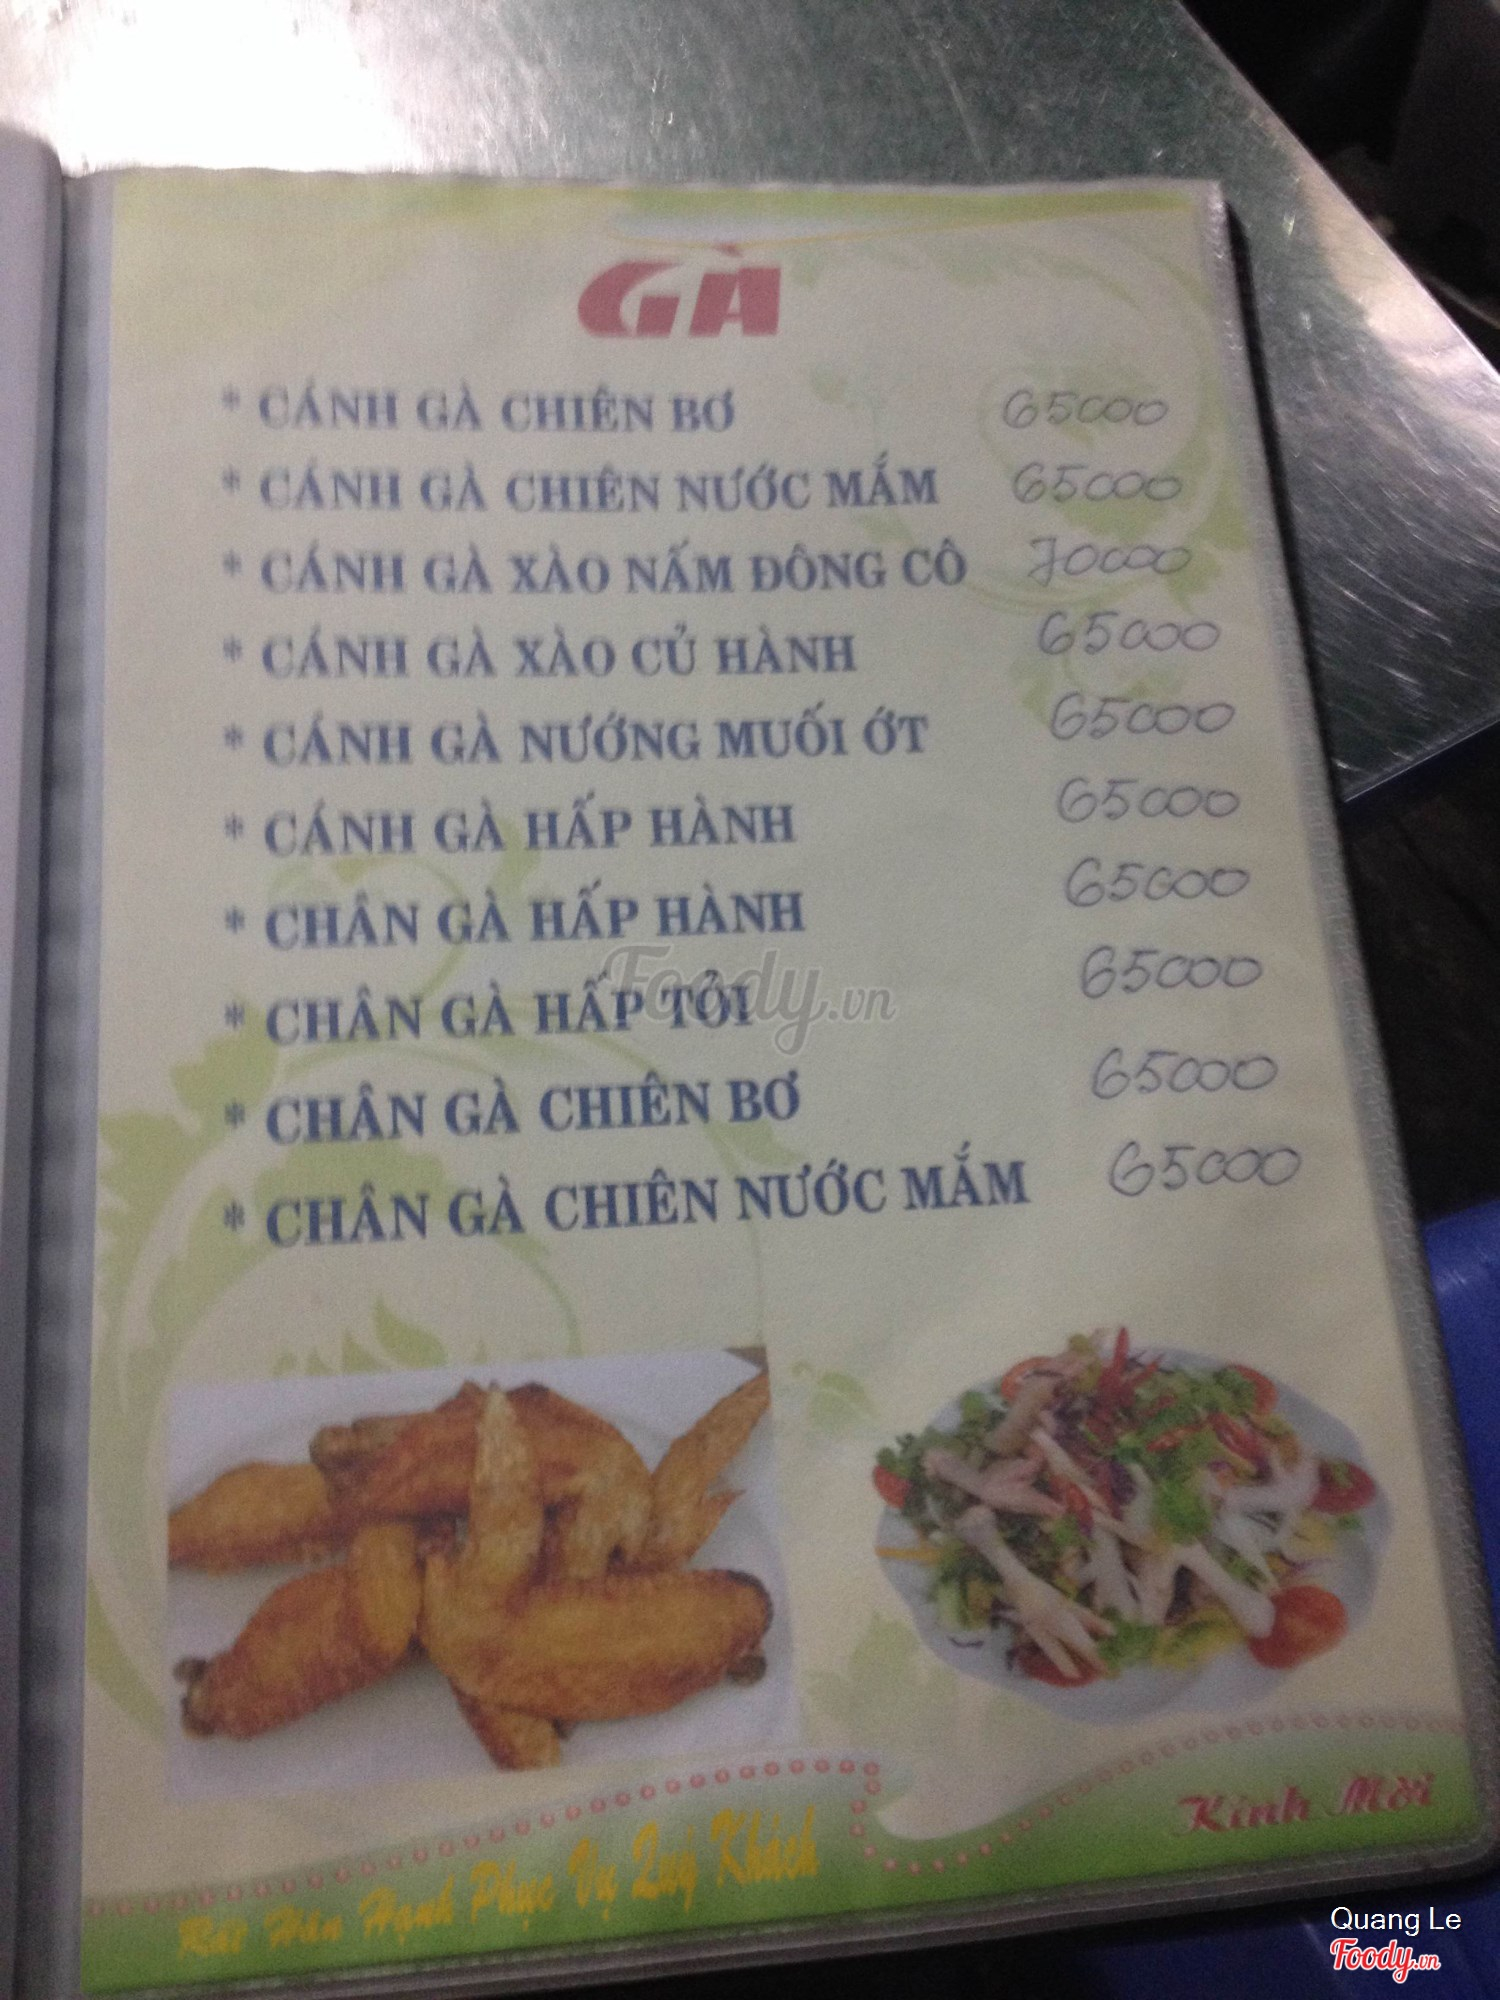 GÀ
* CÁNH GÀ CHIÊN BƠ 65000
* CÁNH GÀ CHIÊN NƯỚC MẮM 65000
* CÁNH GÀ XÀO NẤM ĐÔNG CÔ 70000
* CÁNH GÀ XÀO CỦ HÀNH 65000
* CÁNH GÀ NƯỚNG MUỐI ỚT 65000
* CÁNH GÀ HẤP HÀNH 65000
* CHÂN GÀ HẤP HÀNH 65000
* CHÂN GÀ HẤP TỎI 65000
Foody.vn
* CHÂN GÀ CHIÊN BƠ 65000
* CHÂN GÀ CHIÊN NƯỚC MẮM 65000
Kính Mời
Rất Hân Hạnh Phục Vụ Quý Khách
Quang Le
Foody.vn